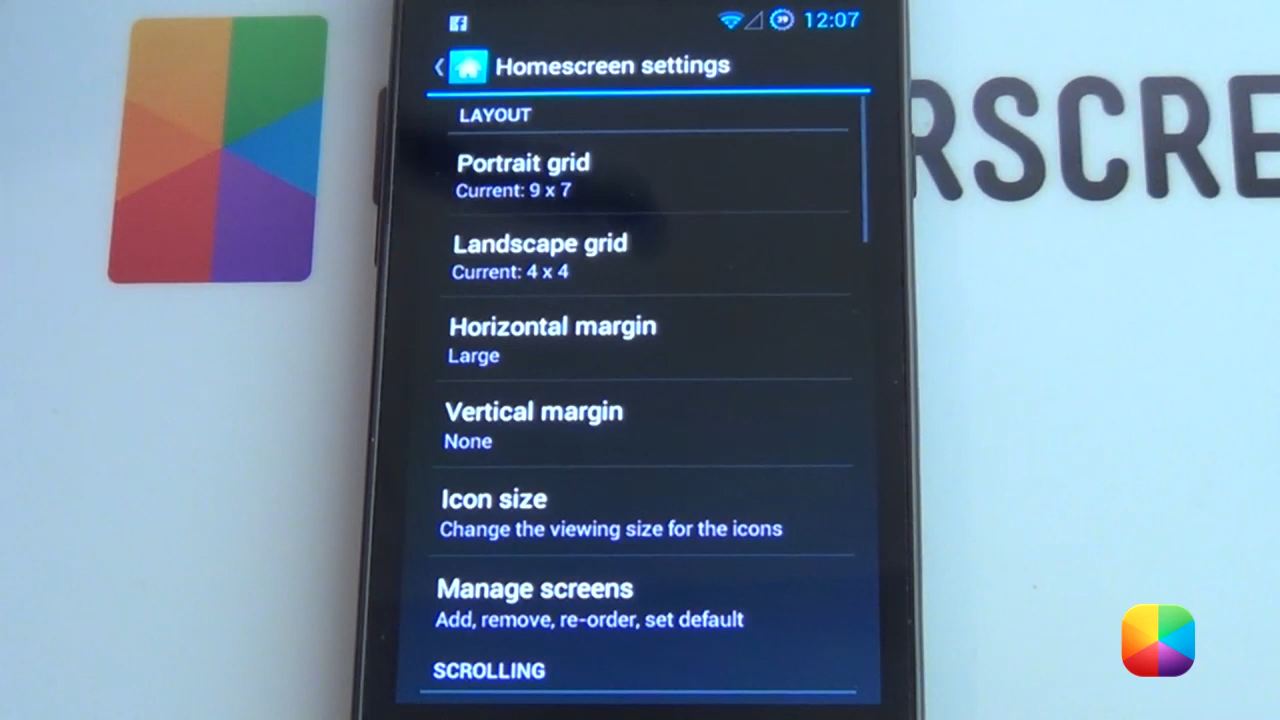 12:07
Homescreen settings
LAYOUT
Portrait grid
Current: 9 x 7
Landscape grid
Current: 4 x 4
Horizontal margin
Large
Vertical margin
None
Icon size
Change the viewing size for the icons
Manage screens
Add, remove, re-order, set default
SCROLLING
RSCRE